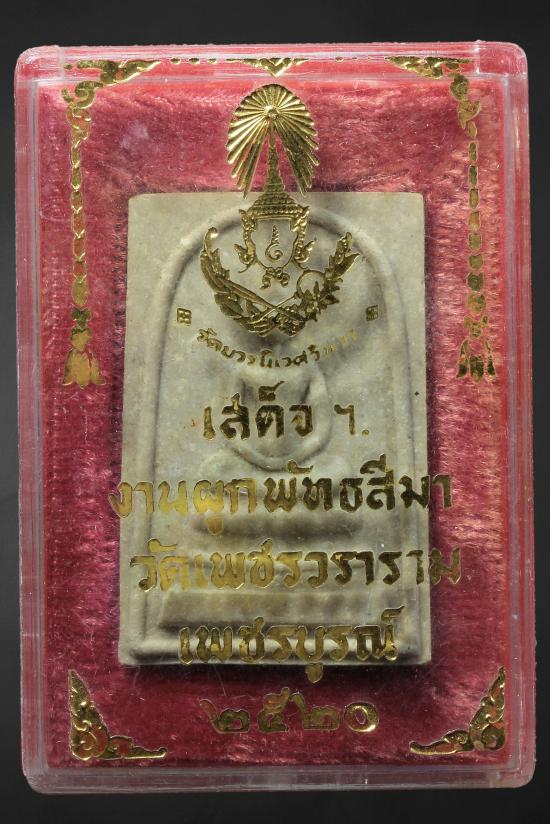 วัดบวรนิเวศวิหาร
เสด็จ ฯ.
งานผูกพัทธสีมา
วัดเพชรวราราม
เพชรบูรณ์
๒๕๒๐